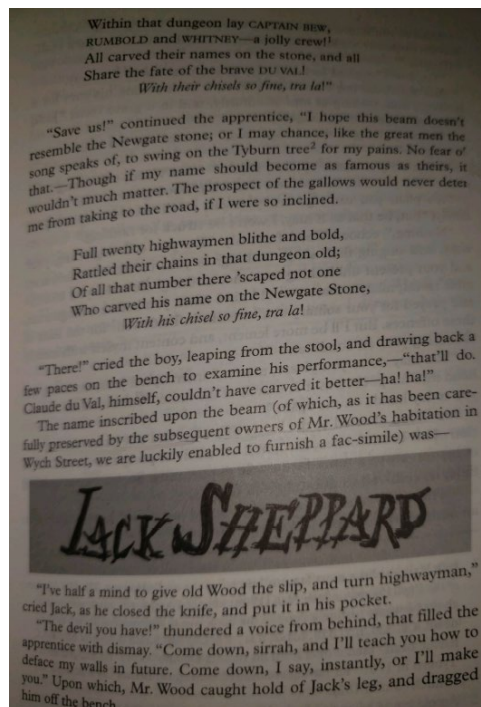 Within that dungeon lay CAPTAIN BEW,
RUMBOLD and WHITNEY—a jolly crew!¹
All carved their names on the stone, and all
Share the fate of the brave DU VAL!
With their chisels so fine, tra la!”
“Save us!” continued the apprentice, “I hope this beam doesn’t
resemble the Newgate stone; or I may chance, like the great men the
song speaks of, to swing on the Tyburn tree² for my pains. No fear o’
that.—Though if my name should become as famous as theirs, it
wouldn’t much matter. The prospect of the gallows would never deter
me from taking to the road, if I were so inclined.
Full twenty highwaymen blithe and bold,
Rattled their chains in that dungeon old;
Of all that number there ’scaped not one
Who carved his name on the Newgate Stone,
With his chisel so fine, tra la!
“There!” cried the boy, leaping from the stool, and drawing back a
few paces on the bench to examine his performance,—“that’ll do.
Claude du Val, himself, couldn’t have carved it better—ha! ha!”
The name inscribed upon the beam (of which, as it has been care-
fully preserved by the subsequent owners of Mr. Wood’s habitation in
Wych Street, we are luckily enabled to furnish a fac-simile) was—
JACK SHEPPARD
“I’ve half a mind to give old Wood the slip, and turn highwayman,”
cried Jack, as he closed the knife, and put it in his pocket.
“The devil you have!” thundered a voice from behind, that filled the
apprentice with dismay. “Come down, sirrah, and I’ll teach you how to
deface my walls in future. Come down, I say, instantly, or I’ll make
you.” Upon which, Mr. Wood caught hold of Jack’s leg, and dragged
him off the bench.